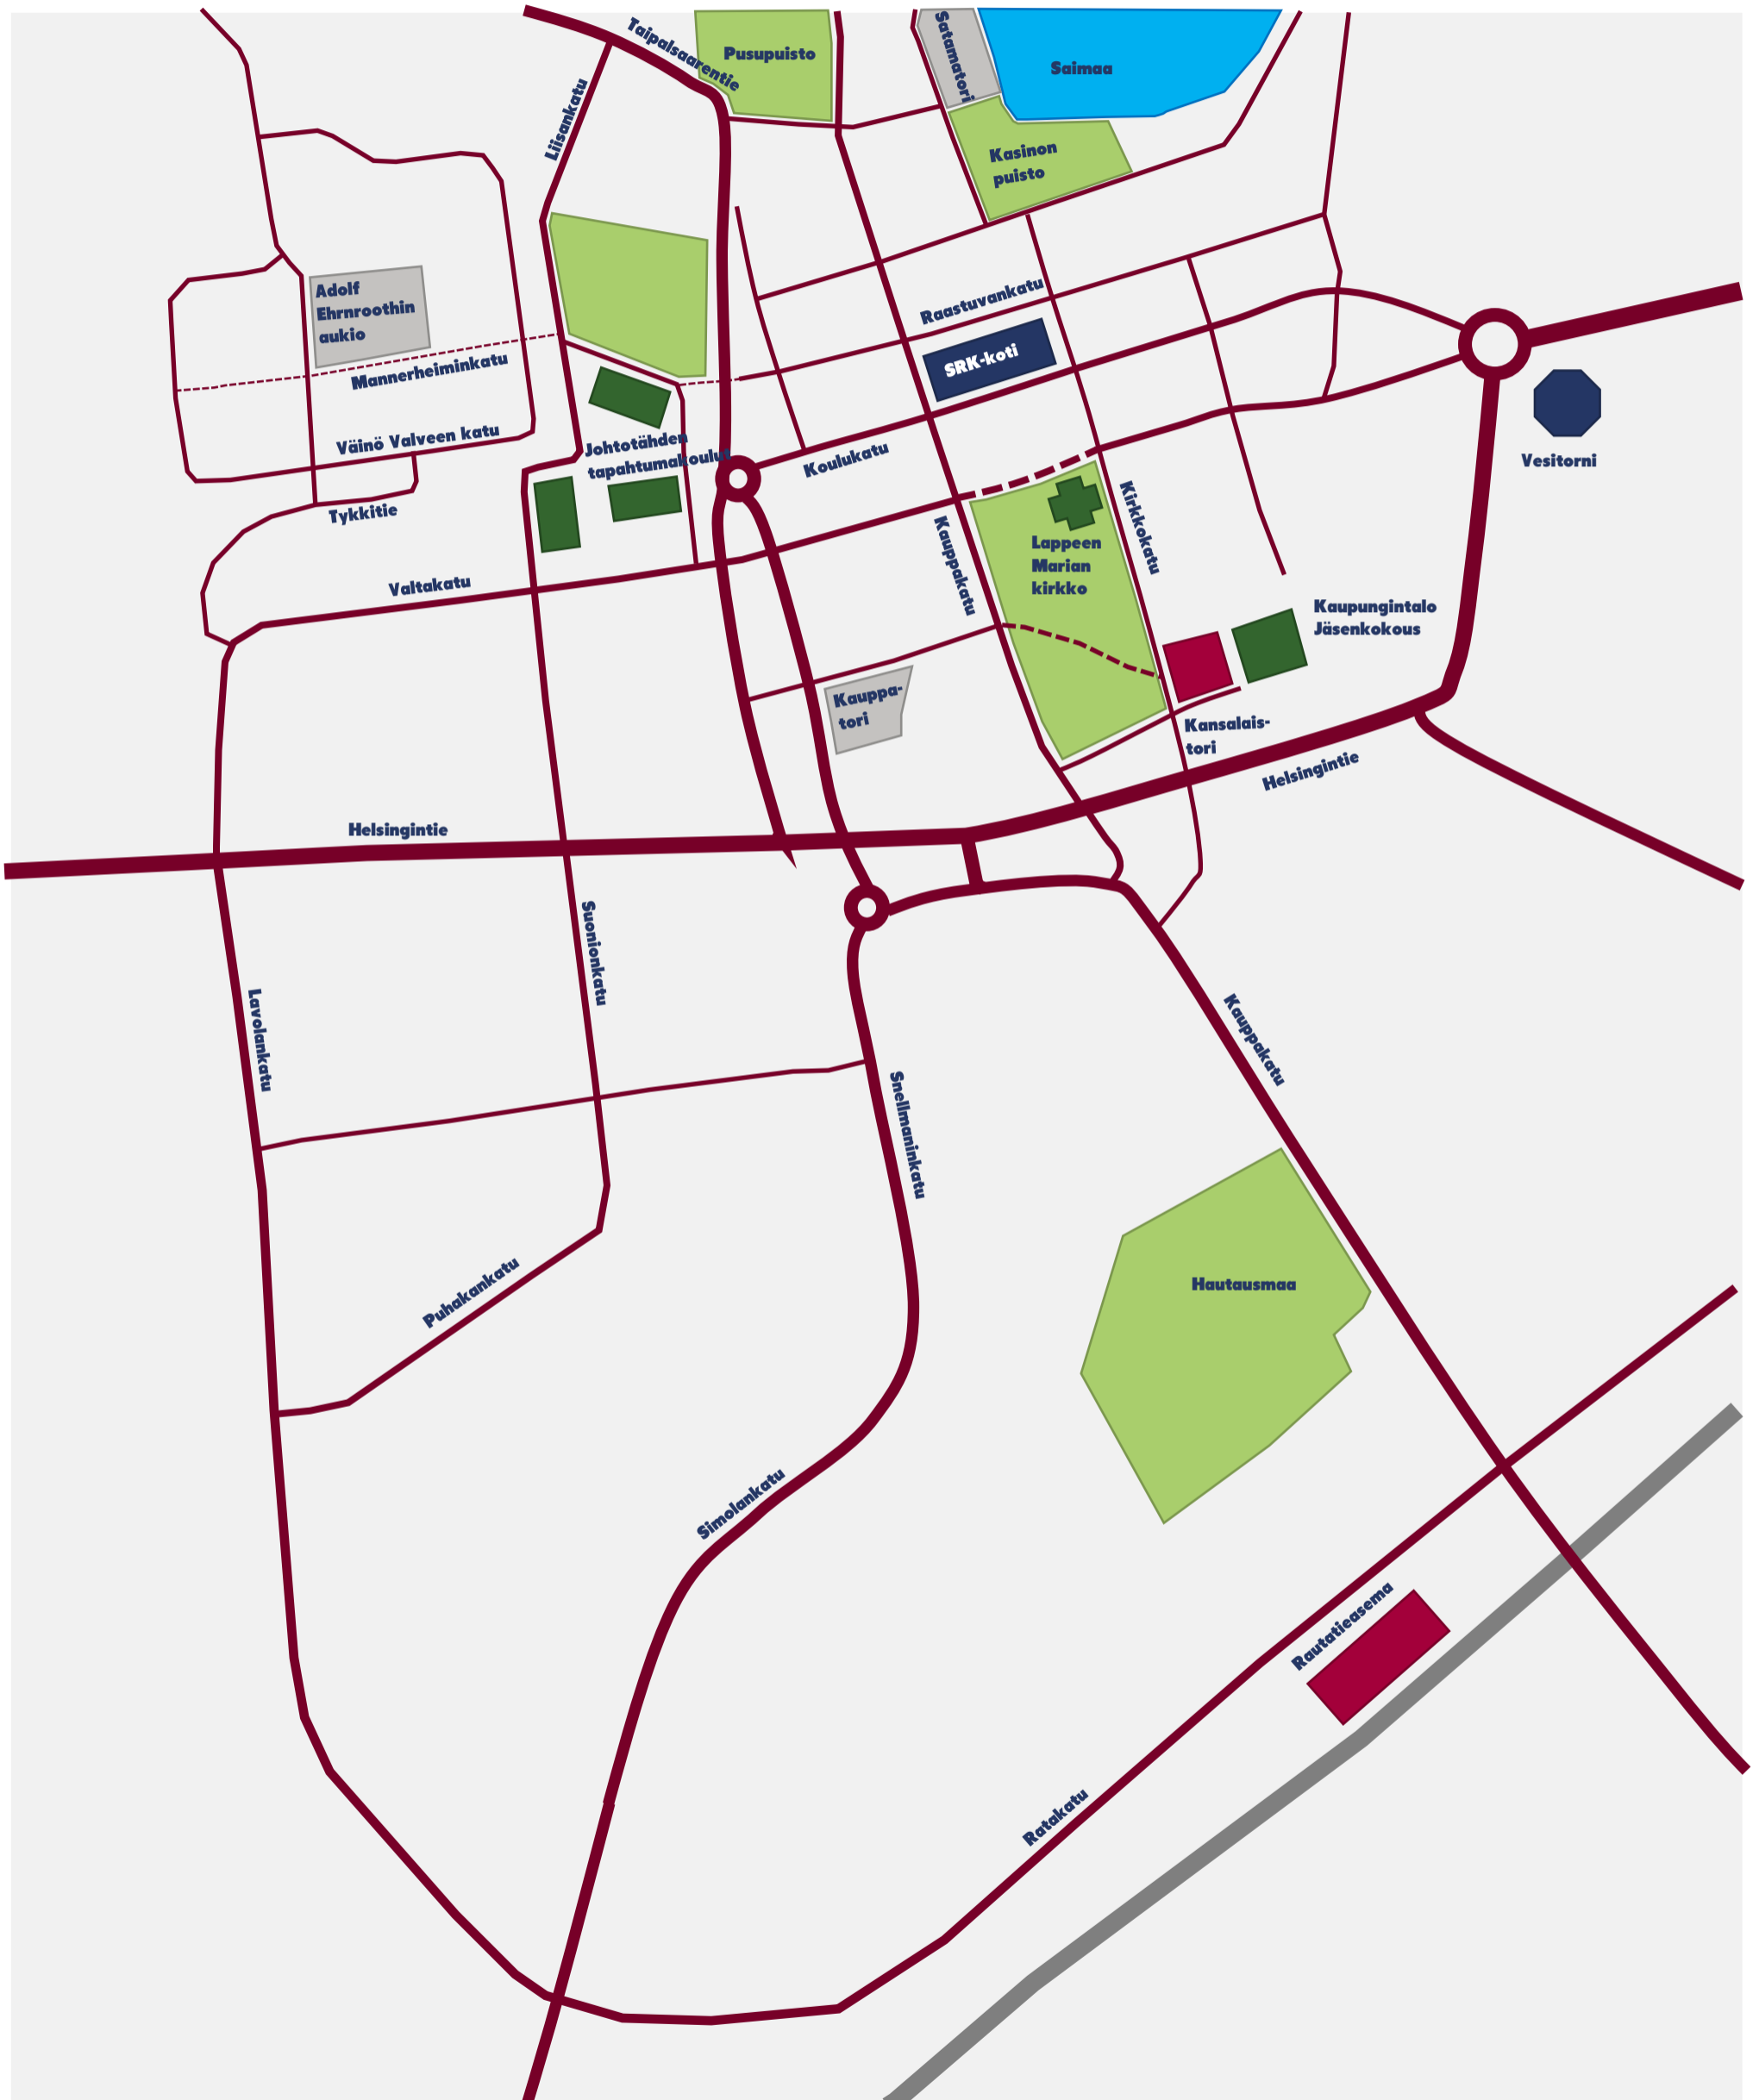 Taipalsaarentie
Pusupuisto
Satamatori
Saimaa
Liisankatu
Kasinon
puisto
Adolf
Ehrnroothin
aukio
Raastuvankatu
SRK-koti
Mannerheiminkatu
Väinö Valveen katu
Johtotähden
tapahtumakoulut
Koulukatu
Vesitorni
Tykkitie
Kauppakatu
Kirkkokatu
Lappeen
Marian
kirkko
Valtakatu
Kaupungintalo
Jäsenkokous
Kauppa-
tori
Kansalais-
tori
Helsingintie
Helsingintie
Suonionkatu
Lavolankatu
Kauppakatu
Snellmaninkatu
Puhakankatu
Hautausmaa
Simolankatu
Rautatieasema
Ratakatu